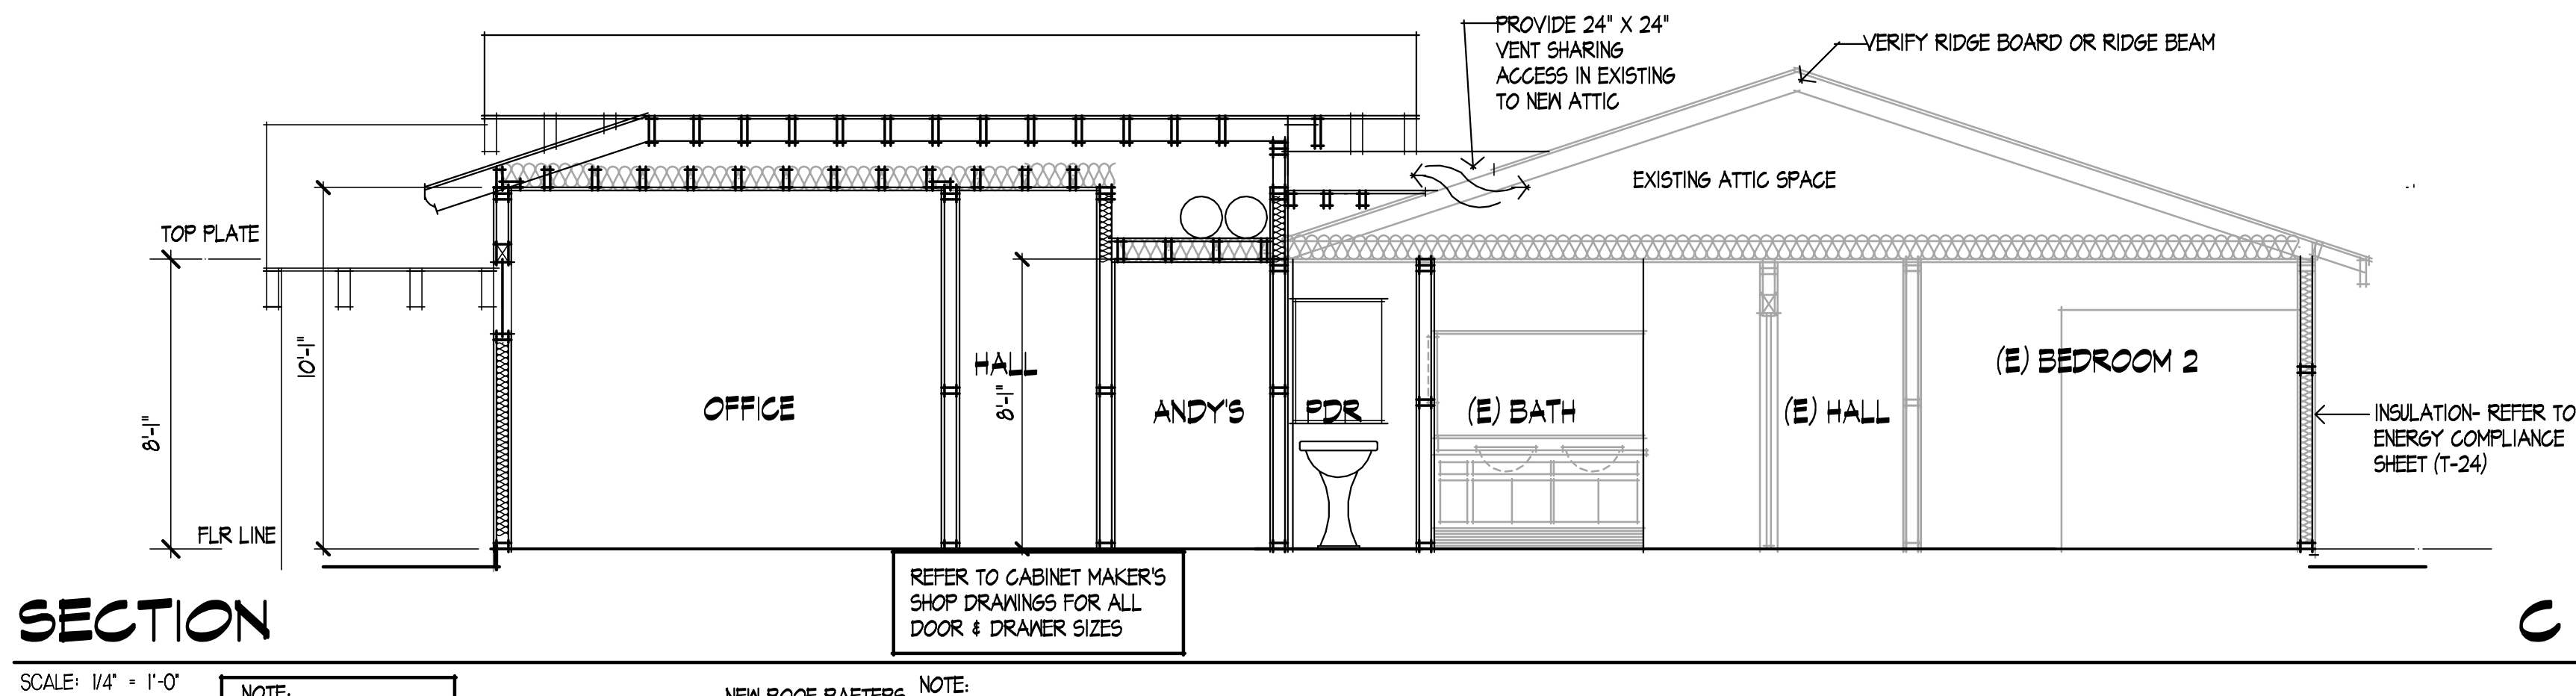 PROVIDE 24" X 24"
VENT SHARING
ACCESS IN EXISTING
TO NEW ATTIC
VERIFY RIDGE BOARD OR RIDGE BEAM
EXISTING ATTIC SPACE
TOP PLATE
10'-1"
8'-1"
HALL
8'-1"
OFFICE
ANDY'S
PDR
(E) BATH
(E) HALL
(E) BEDROOM 2
INSULATION- REFER TO
ENERGY COMPLIANCE
SHEET (T-24)
FLR LINE
REFER TO CABINET MAKER'S
SHOP DRAWINGS FOR ALL
DOOR & DRAWER SIZES
SECTION
C
SCALE: 1/4" = 1'-0"
NOTE:
NEW ROOF RAFTERS
NOTE: